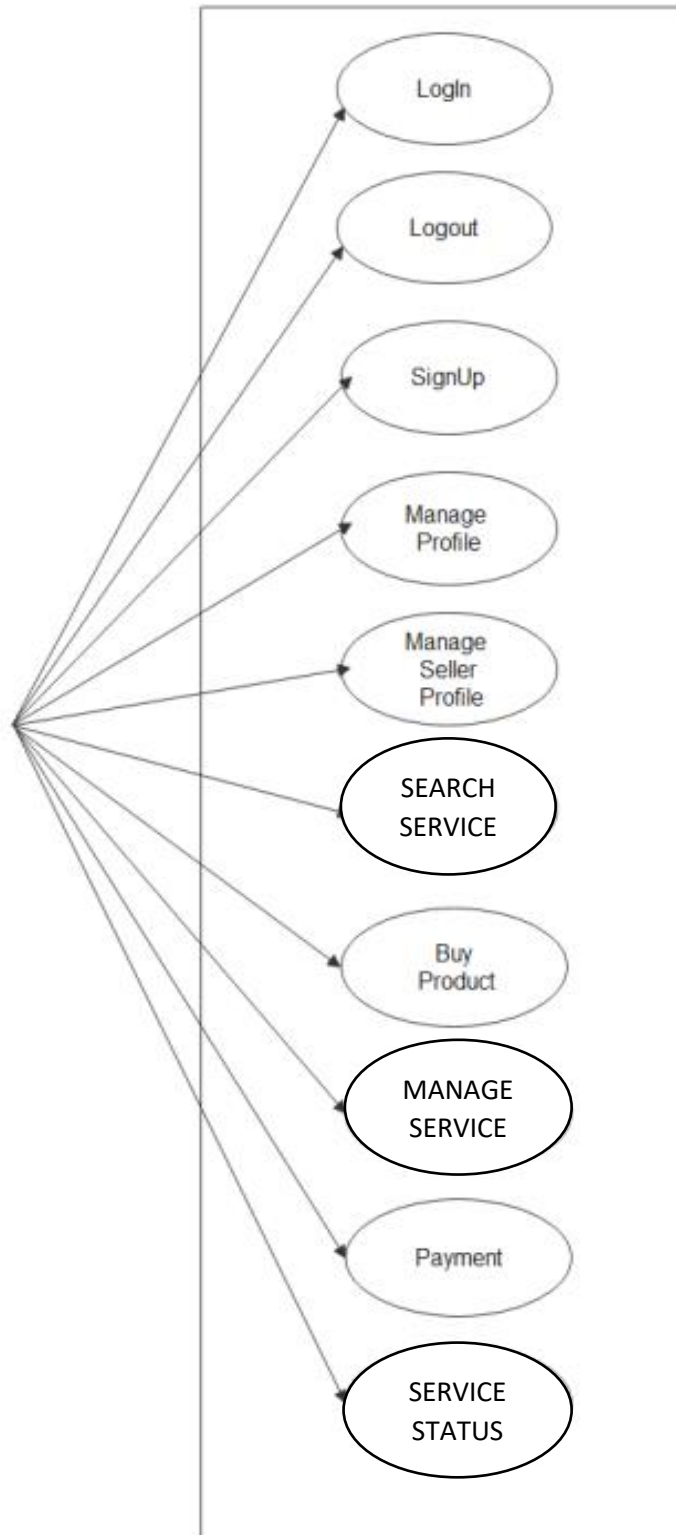 LogIn
Logout
SignUp
Manage
Profile
Manage
Seller
Profile
SEARCH
SERVICE
Buy
Product
MANAGE
SERVICE
Payment
SERVICE
STATUS